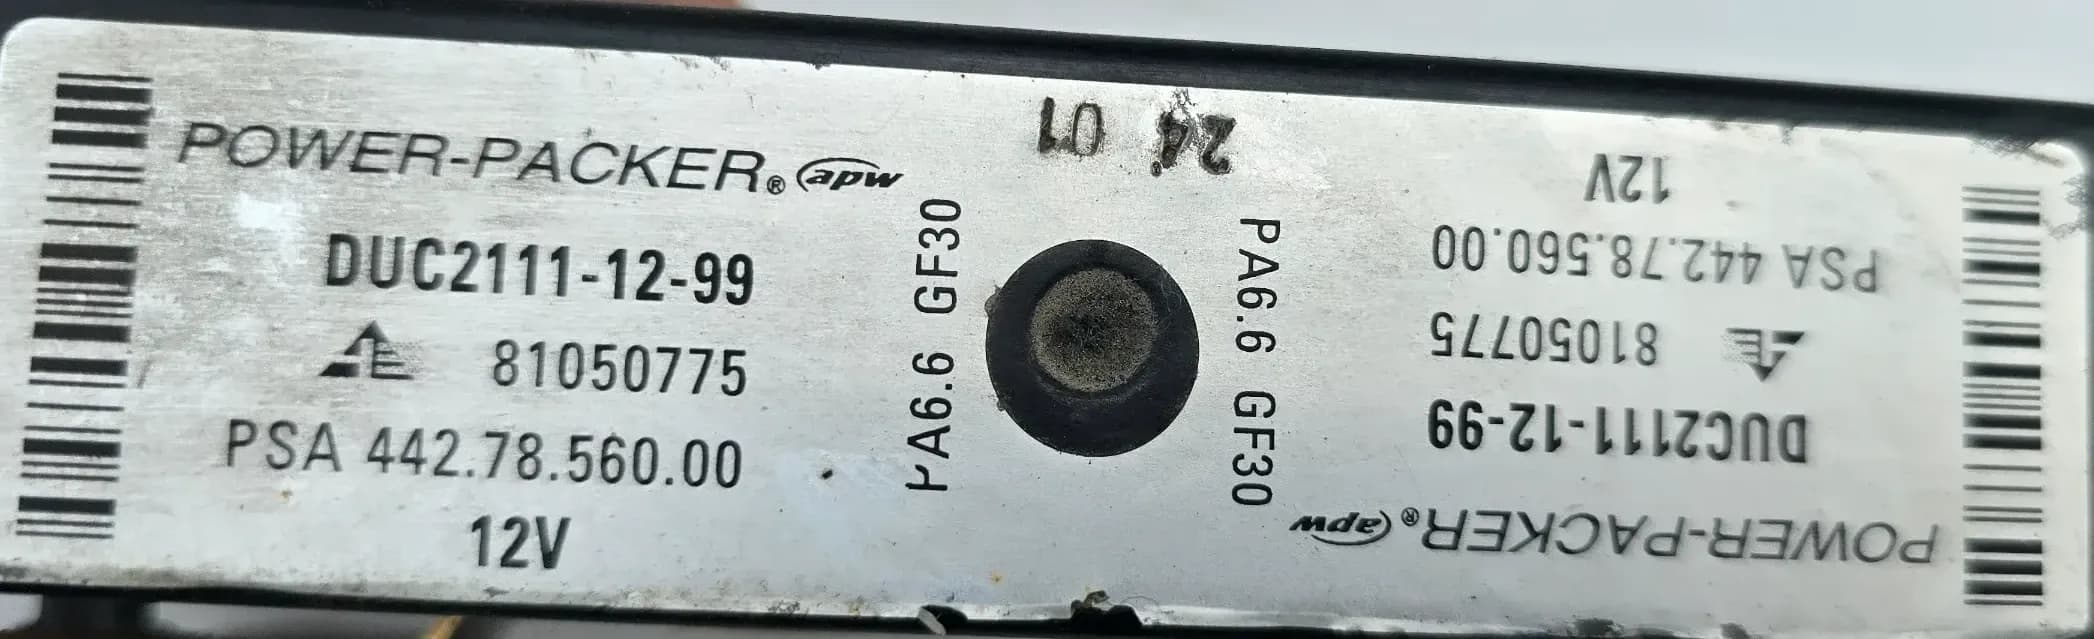 POWER-PACKER® apw
DUC2111-12-99
81050775
PSA 442.78.560.00
12V
PA6.6 GF30
24 01
PA6.6 GF30
POWER-PACKER® apw
DUC2111-12-99
81050775
PSA 442.78.560.00
12V